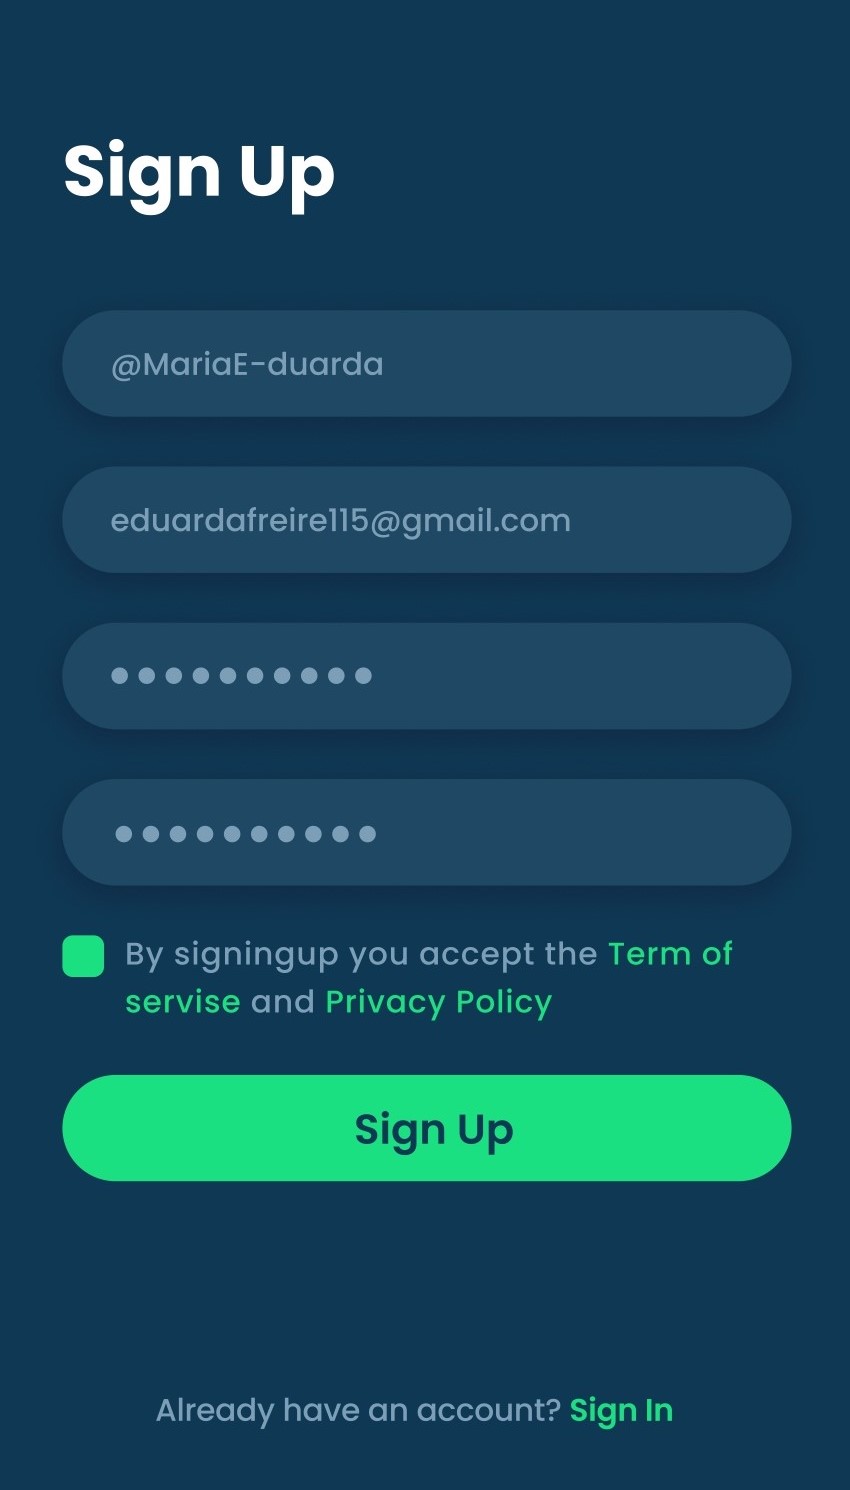 Sign Up
@MariaE-duarda
eduardafreire115@gmail.com
●●●●●●●●●●
●●●●●●●●●●
By signingup you accept the Term of
servise and Privacy Policy
Sign Up
Already have an account? Sign In